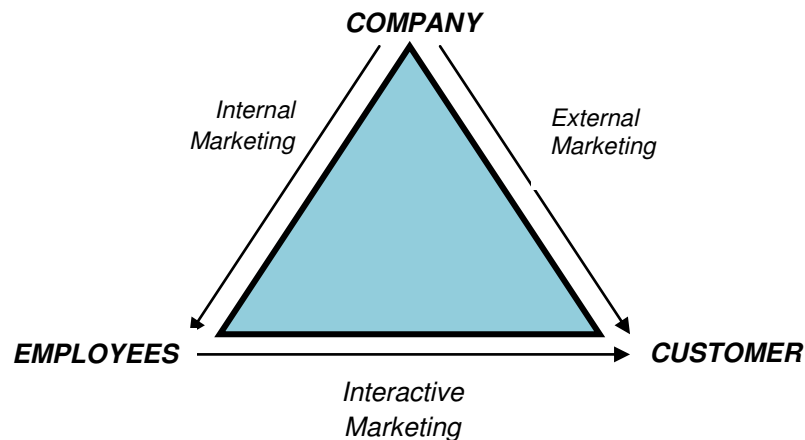 COMPANY
Internal
Marketing
External
Marketing
EMPLOYEES
CUSTOMER
Interactive
Marketing